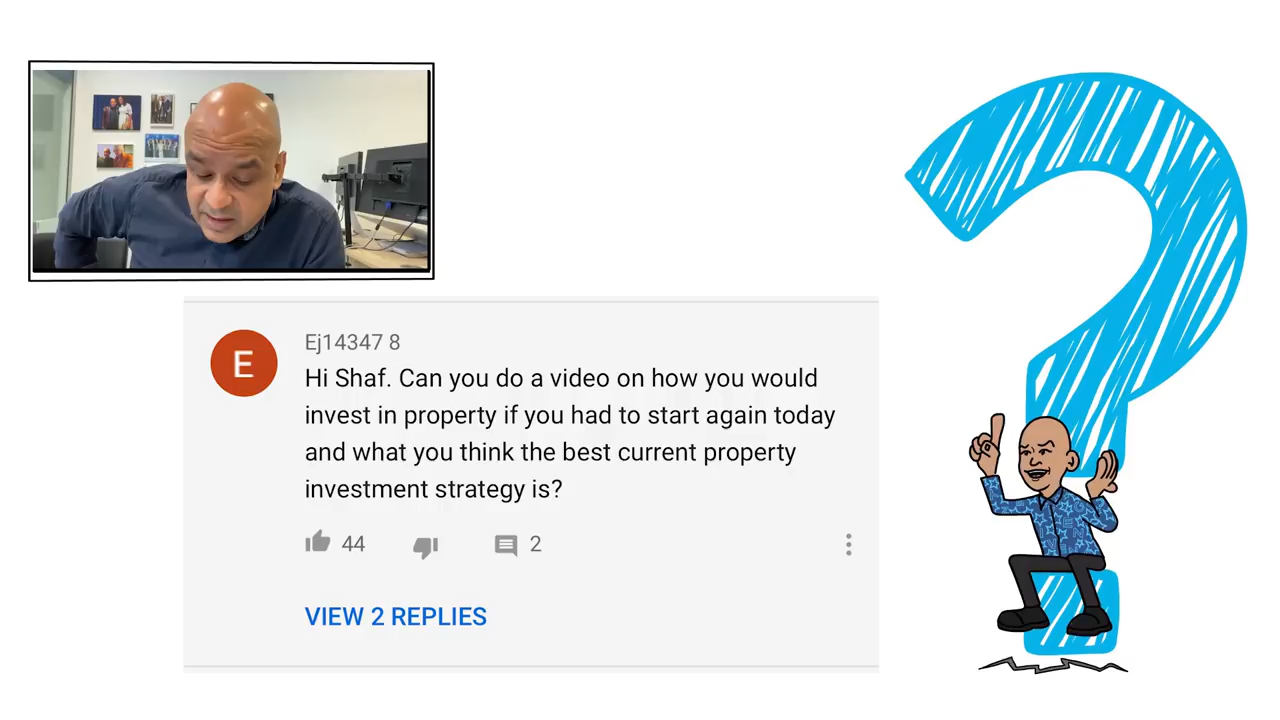 E
Ej14347 8
Hi Shaf. Can you do a video on how you would
invest in property if you had to start again today
and what you think the best current property
investment strategy is?
44
2
VIEW 2 REPLIES